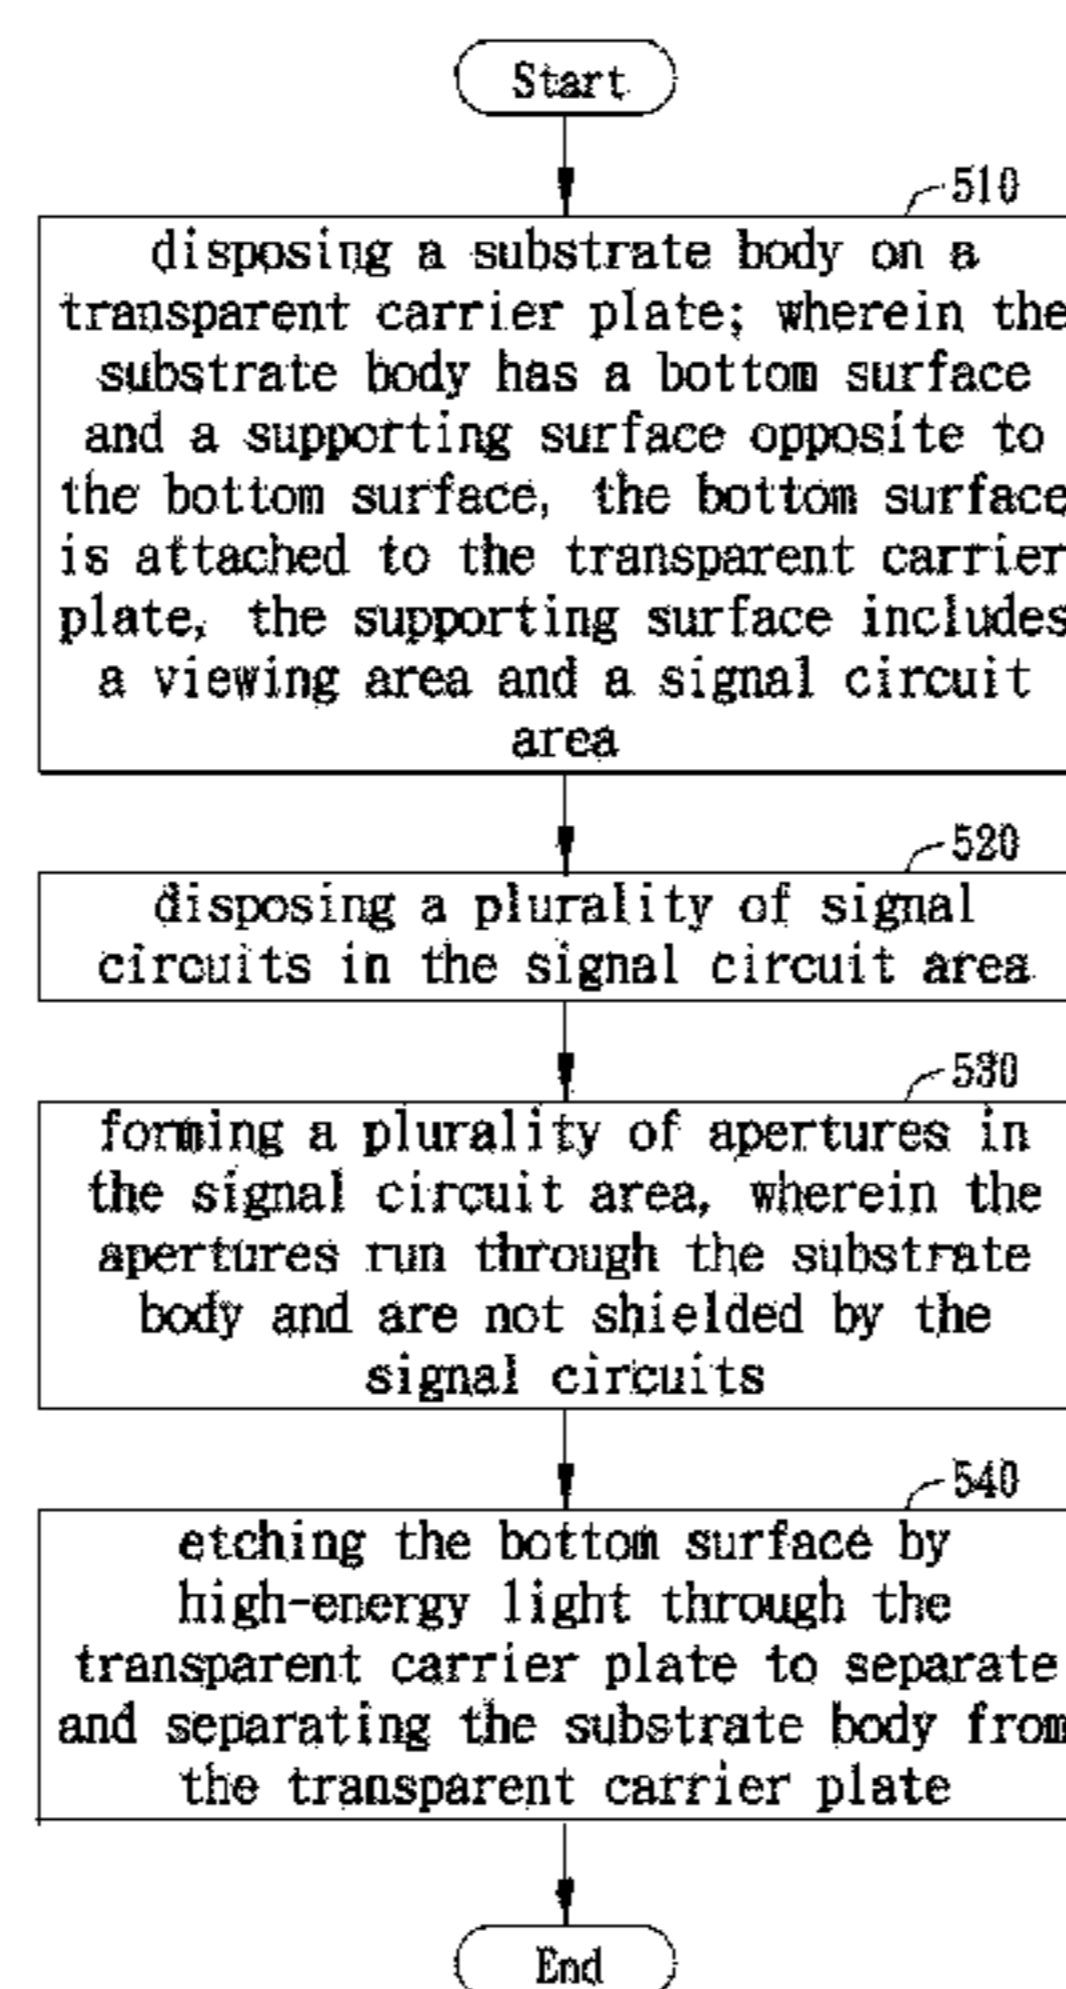 Start
510
disposing a substrate body on a
transparent carrier plate; wherein the
substrate body has a bottom surface
and a supporting surface opposite to
the bottom surface, the bottom surface
is attached to the transparent carrier
plate, the supporting surface includes
a viewing area and a signal circuit
area
520
disposing a plurality of signal
circuits in the signal circuit area
530
forming a plurality of apertures in
the signal circuit area, wherein the
apertures run through the substrate
body and are not shielded by the
signal circuits
540
etching the bottom surface by
high-energy light through the
transparent carrier plate to separate
and separating the substrate body from
the transparent carrier plate
End